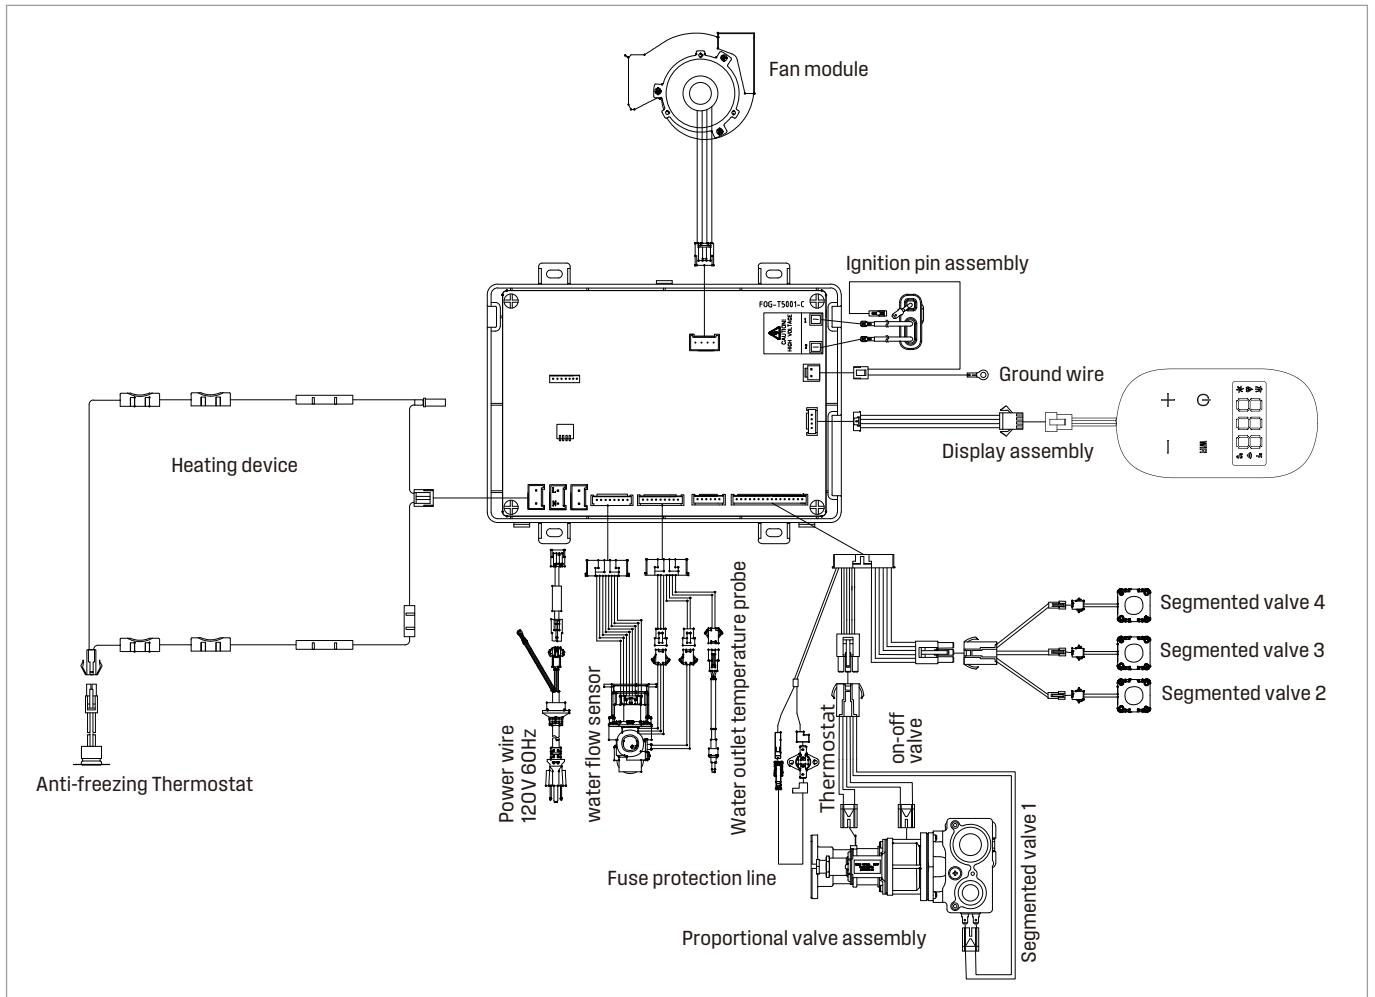 Fan module
Ignition pin assembly
FOG-T5001-C
CAUTION!
HIGH VOLTAGE
Ground wire
Display assembly
WIFI
Heating device
Anti-freezing Thermostat
Power wire
120V 60Hz
water flow sensor
Water outlet temperature probe
Thermostat
on-off
valve
Segmented valve 4
Segmented valve 3
Segmented valve 2
Segmented valve 1
Fuse protection line
Proportional valve assembly